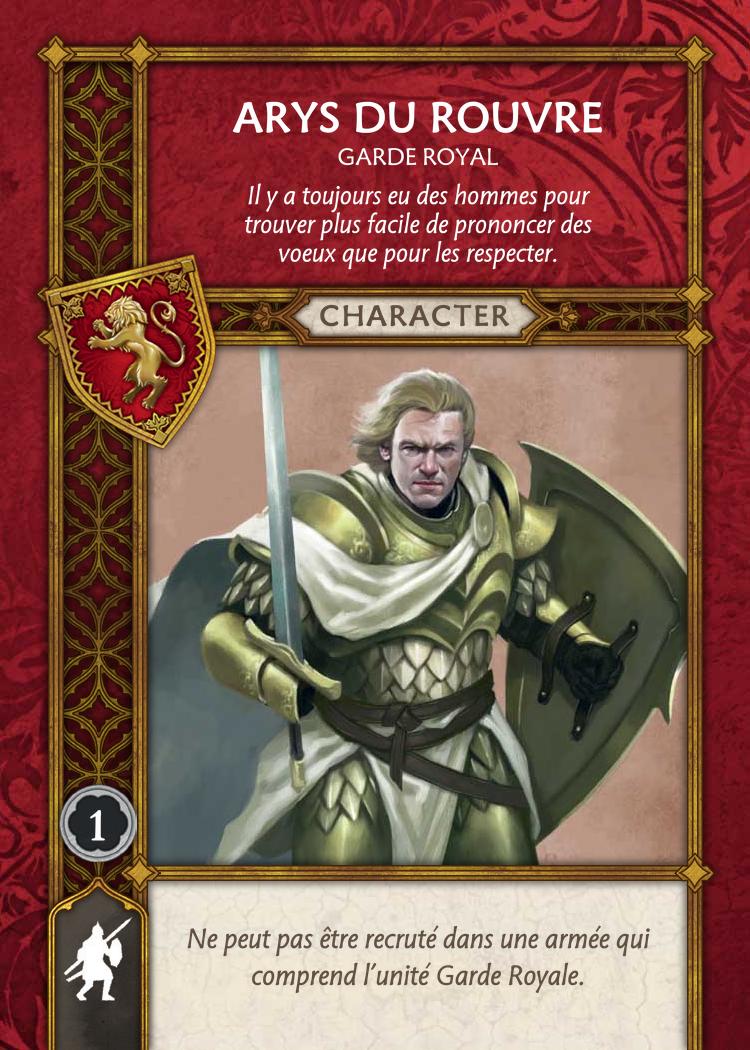 ARYS DU ROUVRE
GARDE ROYAL
Il y a toujours eu des hommes pour
trouver plus facile de prononcer des
voeux que pour les respecter.
CHARACTER
1
Ne peut pas être recruté dans une armée qui
comprend l'unité Garde Royale.